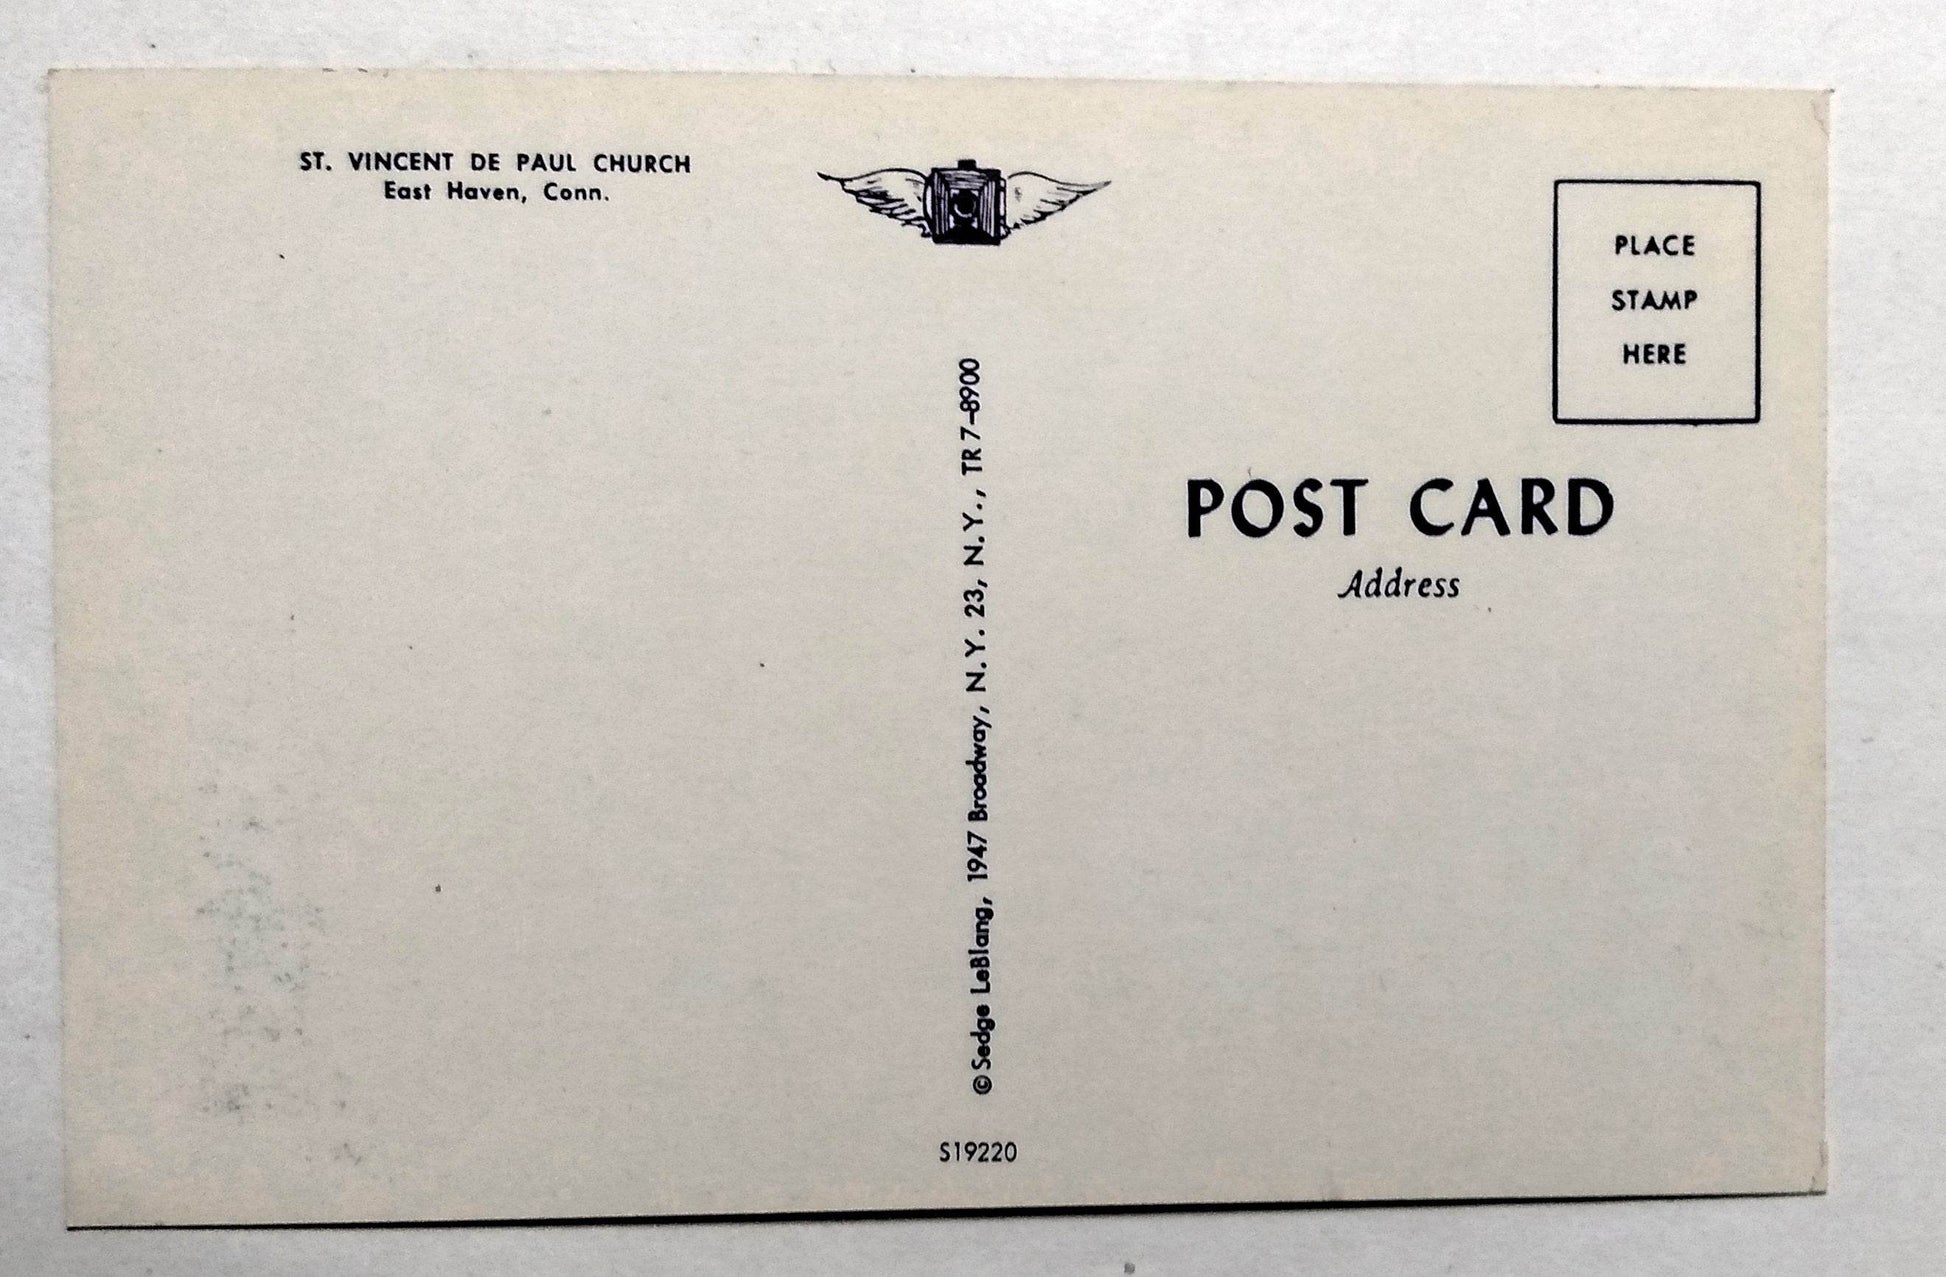 ST. VINCENT DE PAUL CHURCH
East Haven, Conn.
©Sedge LeBlang, 1947 Broadway, N.Y. 23, N.Y., TR 7-8900
S19220
PLACE
STAMP
HERE
POST CARD
Address